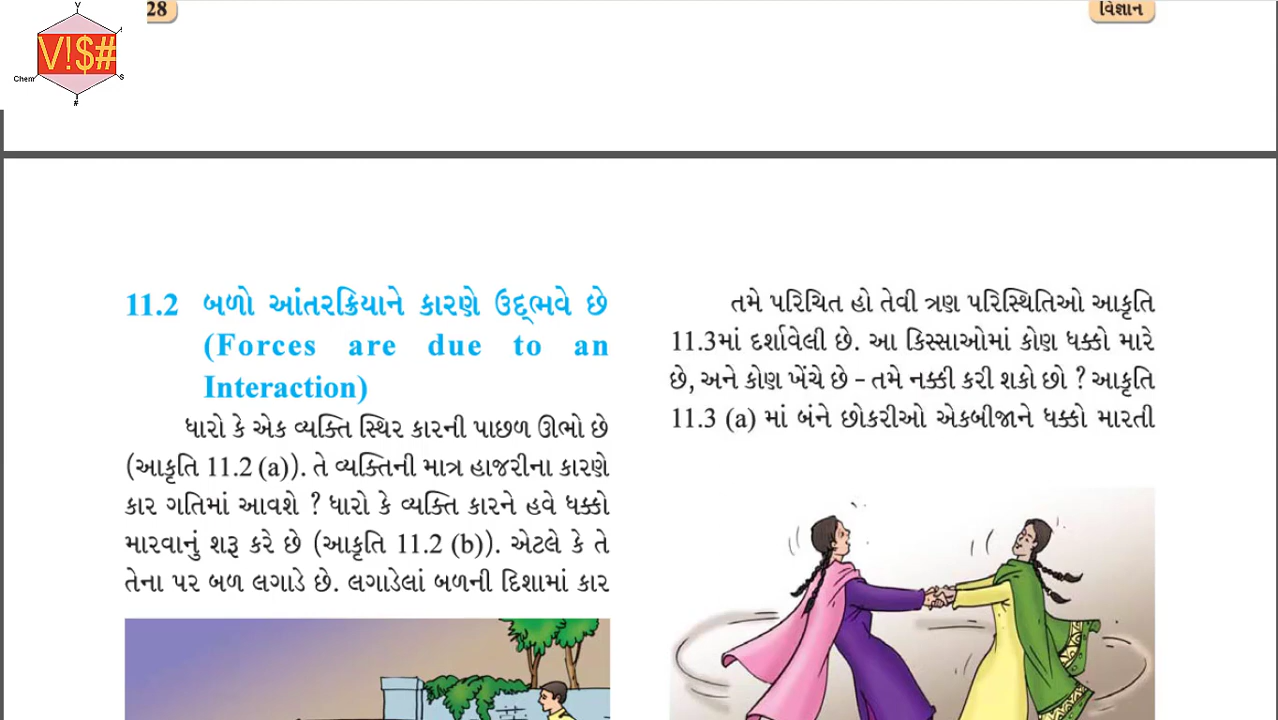 Y
V!$#
Chem
I
S
#
28
વિજ્ઞાન
11.2 બળો આંતરક્રિયાને કારણે ઉદ્ભવે છે
(Forces are due to an
Interaction)
ધારો કે એક વ્યક્તિ સ્થિર કારની પાછળ ઊભો છે
(આકૃતિ 11.2 (a)). તે વ્યક્તિની માત્ર હાજરીના કારણે
કાર ગતિમાં આવશે ? ધારો કે વ્યક્તિ કારને હવે ધક્કો
મારવાનું શરૂ કરે છે (આકૃતિ 11.2 (b)). એટલે કે તે
તેના પર બળ લગાડે છે. લગાડેલાં બળની દિશામાં કાર
તમે પરિચિત હો તેવી ત્રણ પરિસ્થિતિઓ આકૃતિ
11.3માં દર્શાવેલી છે. આ કિસ્સાઓમાં કોણ ધક્કો મારે
છે, અને કોણ ખેંચે છે – તમે નક્કી કરી શકો છો ? આકૃતિ
11.3 (a) માં બંને છોકરીઓ એકબીજાને ધક્કો મારતી